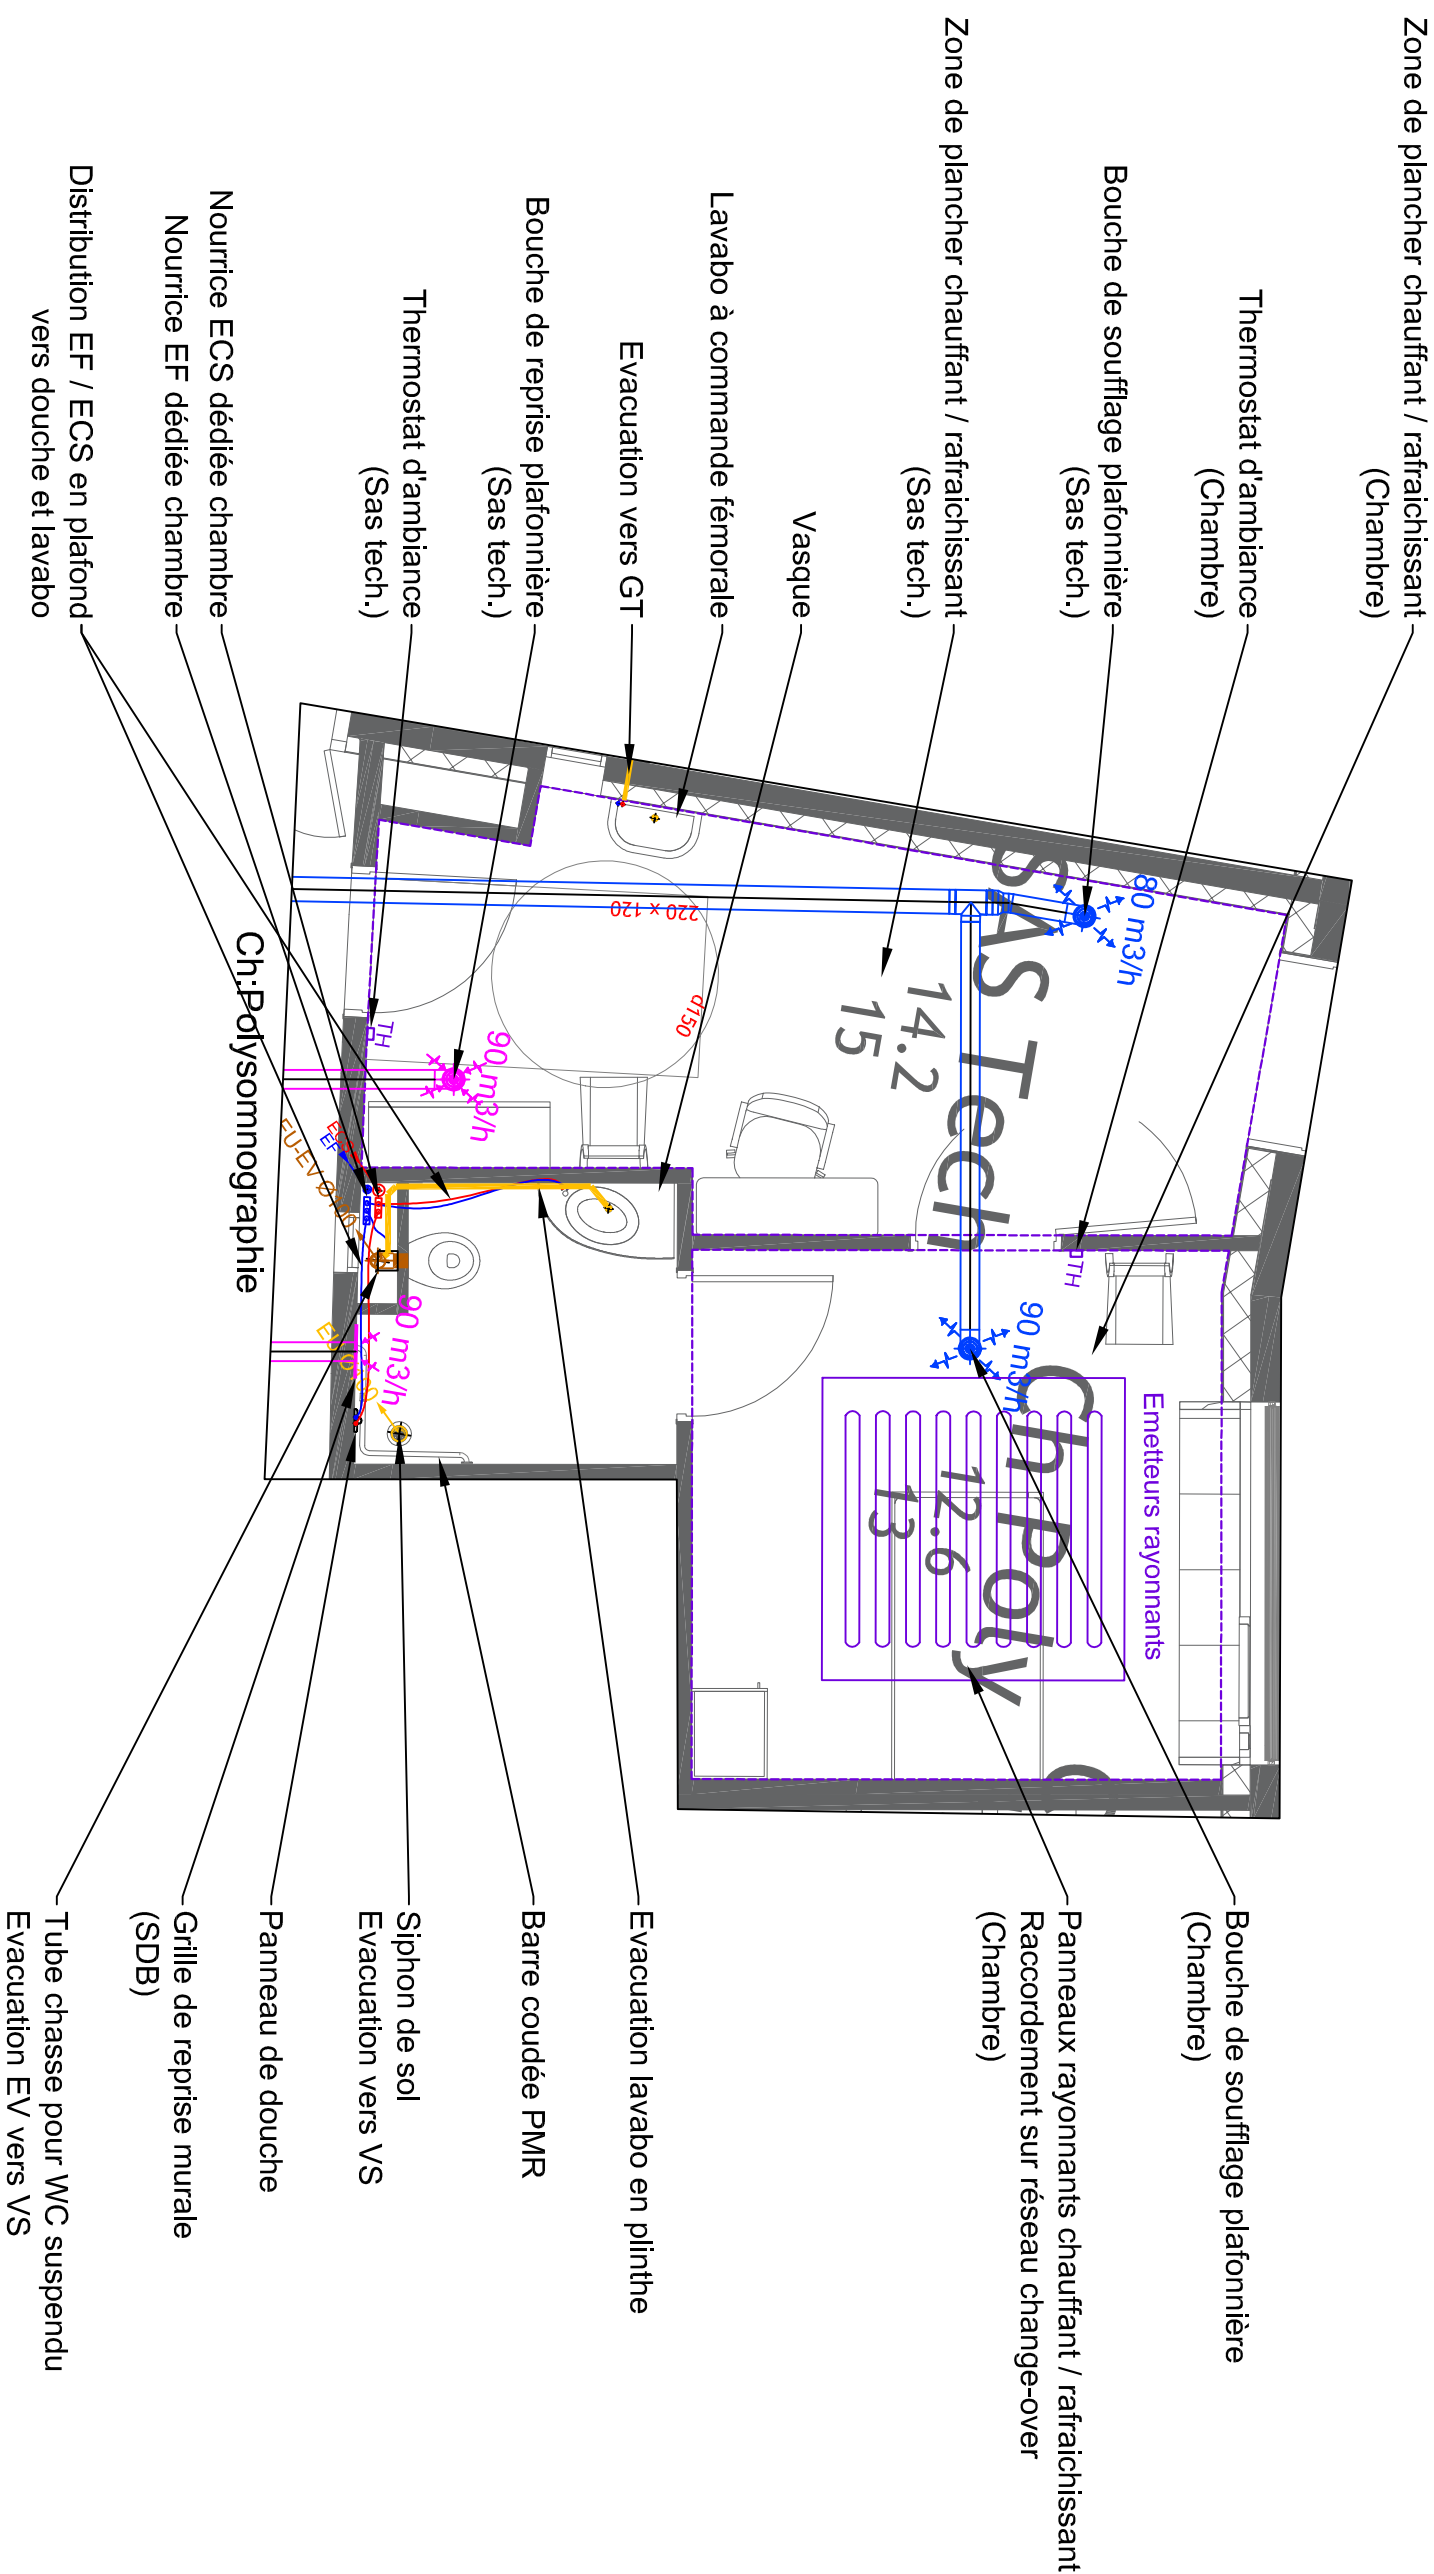 Zone de plancher chauffant / rafraichissant
(Chambre)
Thermostat d'ambiance
(Chambre)
Bouche de soufflage plafonnière
(Sas tech.)
Zone de plancher chauffant / rafraichissant
(Sas tech.)
Vasque
Lavabo à commande fémorale
Evacuation vers GT
Bouche de reprise plafonnière
(Sas tech.)
Thermostat d'ambiance
(Sas tech.)
Nourrice ECS dédiée chambre
Nourrice EF dédiée chambre
Distribution EF / ECS en plafond
vers douche et lavabo
80 m3/h
SAS Tech
14.2
15
220 x 120
d150
TH
90 m3/h
TH
90 m3/h
Emetteurs rayonnants
Ch Poly
12.6
13
EF
EU-EV Ø100
90 m3/h
Ch:Polysomnographie
Bouche de soufflage plafonnière
(Chambre)
Panneaux rayonnants chauffant / rafraichissant
Raccordement sur réseau change-over
(Chambre)
Evacuation lavabo en plinthe
Barre coudée PMR
Siphon de sol
Evacuation vers VS
Panneau de douche
Grille de reprise murale
(SDB)
Tube chasse pour WC suspendu
Evacuation EV vers VS